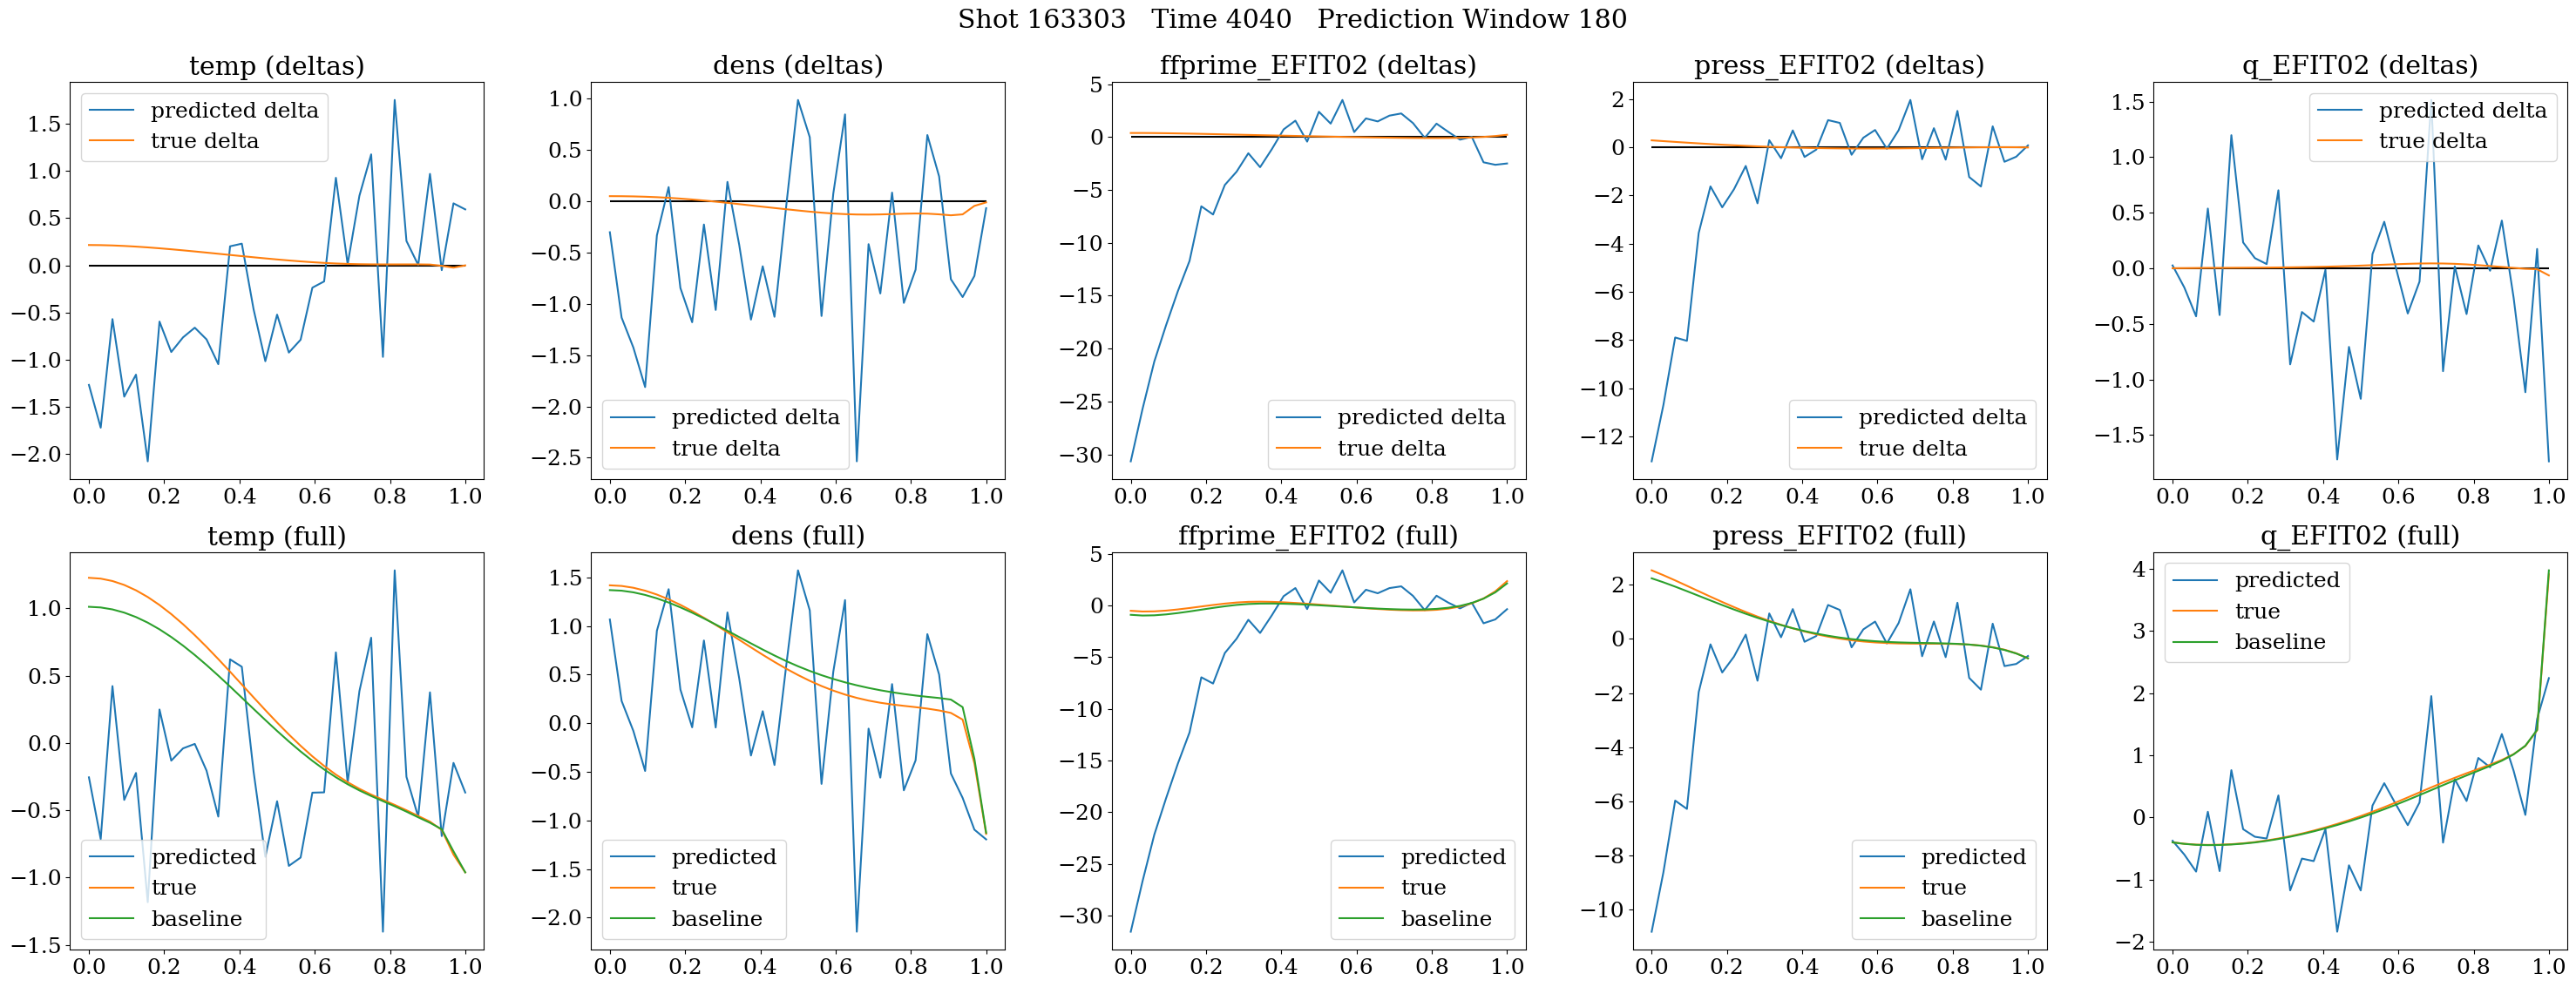 Shot 163303   Time 4040   Prediction Window 180
temp (deltas)
predicted delta
true delta
1.5
1.0
0.5
0.0
−0.5
−1.0
−1.5
−2.0
0.0 0.2 0.4 0.6 0.8 1.0
dens (deltas)
1.0
0.5
0.0
−0.5
−1.0
−1.5
−2.0
−2.5
predicted delta
true delta
0.0 0.2 0.4 0.6 0.8 1.0
ffprime_EFIT02 (deltas)
5
0
−5
−10
−15
−20
−25
−30
predicted delta
true delta
0.0 0.2 0.4 0.6 0.8 1.0
press_EFIT02 (deltas)
2
0
−2
−4
−6
−8
−10
−12
predicted delta
true delta
0.0 0.2 0.4 0.6 0.8 1.0
q_EFIT02 (deltas)
predicted delta
true delta
1.5
1.0
0.5
0.0
−0.5
−1.0
−1.5
0.0 0.2 0.4 0.6 0.8 1.0
temp (full)
1.0
0.5
0.0
−0.5
−1.0
−1.5
predicted
true
baseline
0.0 0.2 0.4 0.6 0.8 1.0
dens (full)
1.5
1.0
0.5
0.0
−0.5
−1.0
−1.5
−2.0
predicted
true
baseline
0.0 0.2 0.4 0.6 0.8 1.0
ffprime_EFIT02 (full)
5
0
−5
−10
−15
−20
−25
−30
predicted
true
baseline
0.0 0.2 0.4 0.6 0.8 1.0
press_EFIT02 (full)
2
0
−2
−4
−6
−8
−10
predicted
true
baseline
0.0 0.2 0.4 0.6 0.8 1.0
q_EFIT02 (full)
predicted
true
baseline
4
3
2
1
0
−1
−2
0.0 0.2 0.4 0.6 0.8 1.0